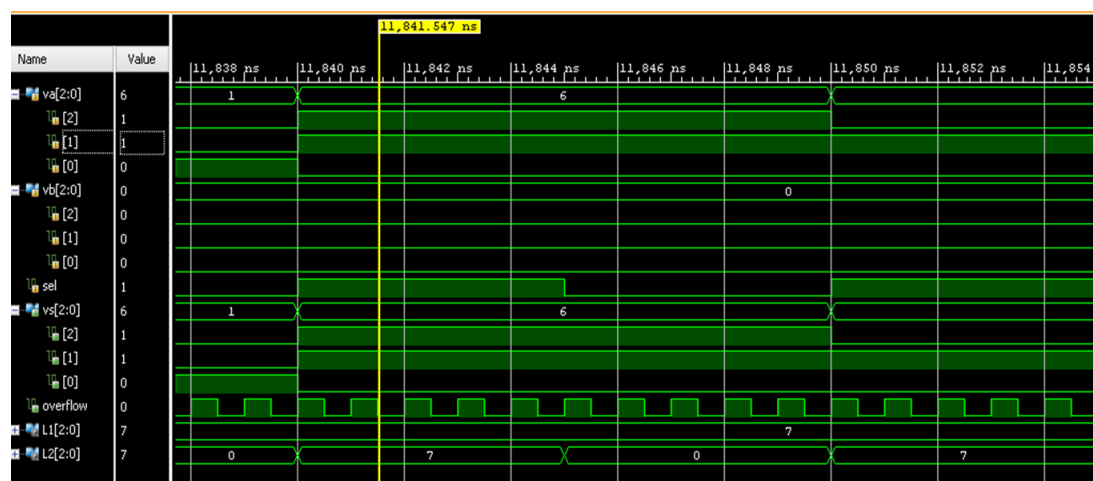 11,841.547 ns
Name Value
11,838 ns 11,840 ns 11,842 ns 11,844 ns 11,846 ns 11,848 ns 11,850 ns 11,852 ns 11,854
va[2:0] 6 1 6
[2] 1
[1] 1
[0] 0
vb[2:0] 0 0
[2] 0
[1] 0
[0] 0
sel 1
vs[2:0] 6 1 6
[2] 1
[1] 1
[0] 0
overflow 0
L1[2:0] 7 7
L2[2:0] 7 0 7 0 7